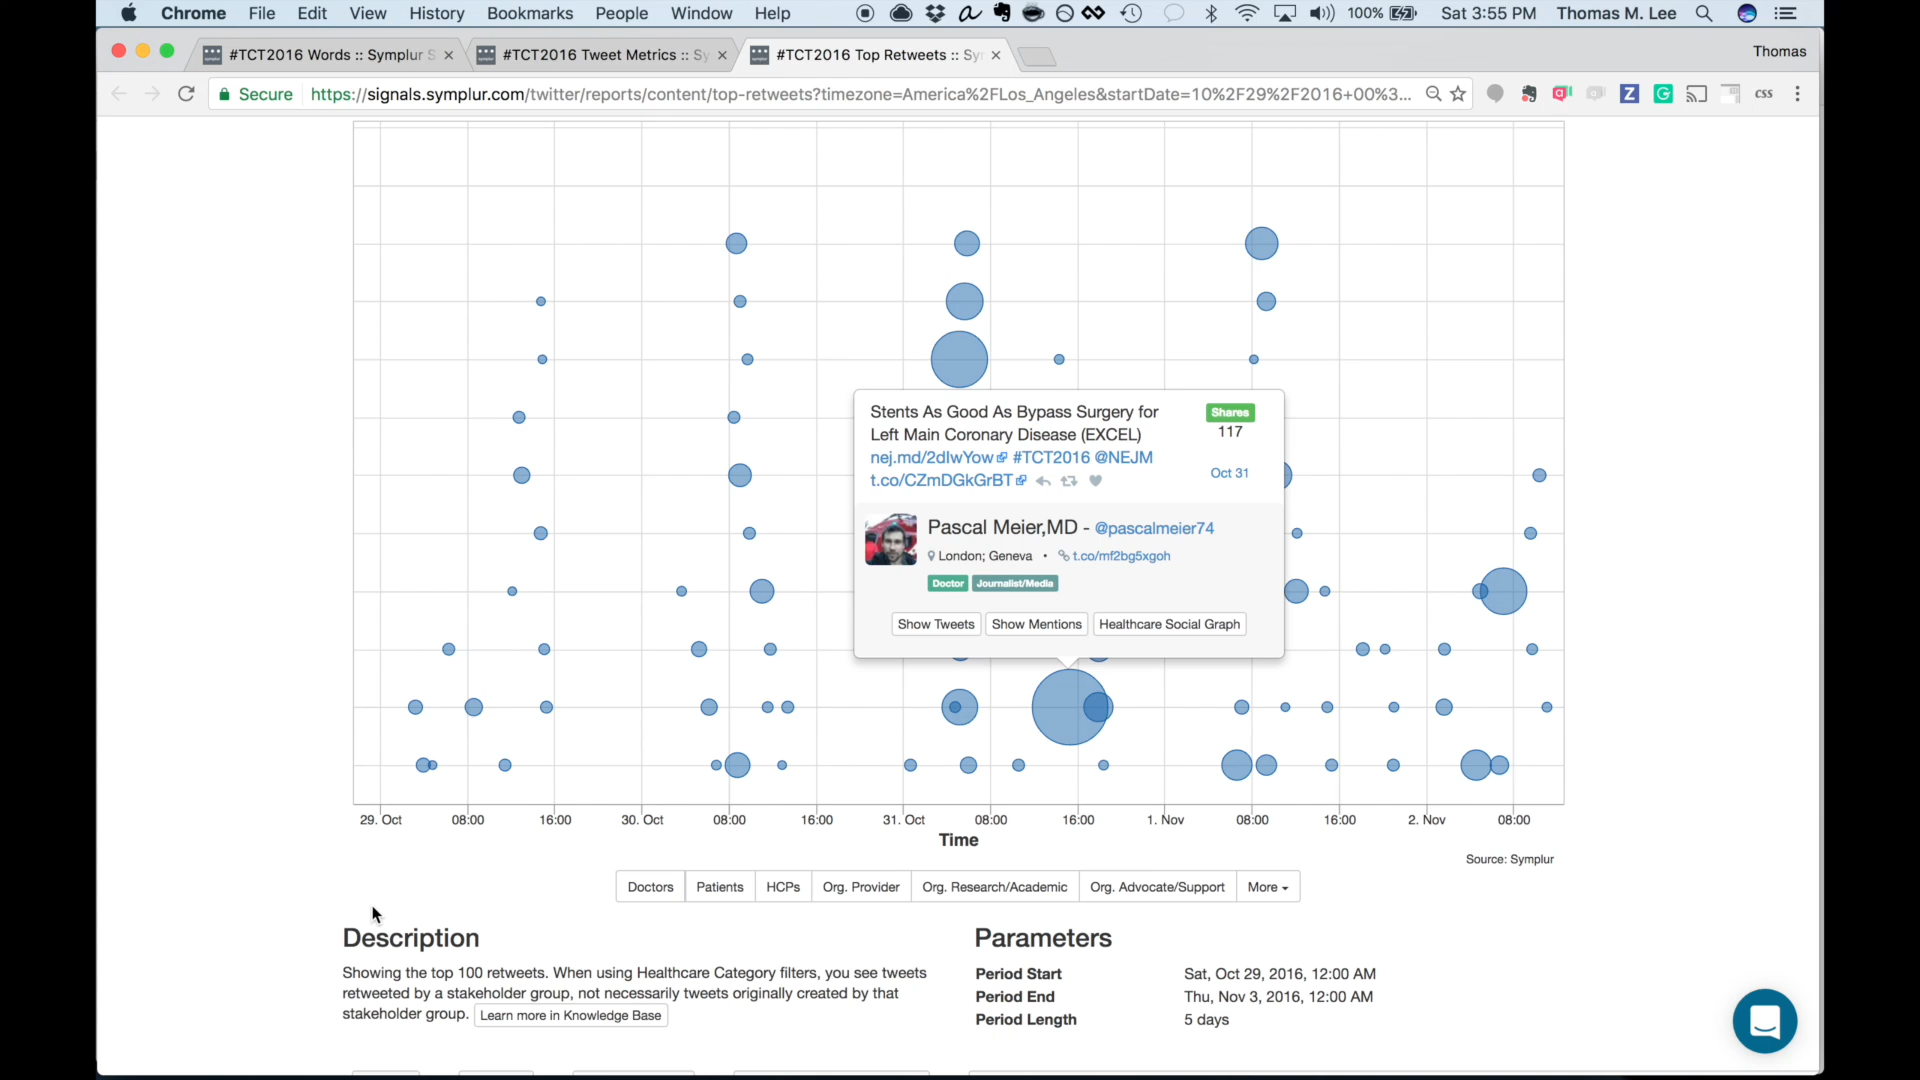 Chrome File Edit View History Bookmarks People Window Help 100% Sat 3:55 PM Thomas M. Lee
#TCT2016 Words :: Symplur S #TCT2016 Tweet Metrics :: Sy #TCT2016 Top Retweets :: Sy Thomas
Secure https://signals.symplur.com/twitter/reports/content/top-retweets?timezone=America%2FLos_Angeles&startDate=10%2F29%2F2016+00%3... Z G css
Stents As Good As Bypass Surgery for Shares
Left Main Coronary Disease (EXCEL) 117
nej.md/2dIwYow #TCT2016 @NEJM
t.co/CZmDGkGrBT Oct 31
Pascal Meier,MD - @pascalmeier74
London; Geneva • t.co/mf2bg5xgoh
Doctor Journalist/Media
Show Tweets Show Mentions Healthcare Social Graph
29. Oct 08:00 16:00 30. Oct 08:00 16:00 31. Oct 08:00 16:00 1. Nov 08:00 16:00 2. Nov 08:00
Time
Source: Symplur
Doctors Patients HCPs Org. Provider Org. Research/Academic Org. Advocate/Support More
Description
Showing the top 100 retweets. When using Healthcare Category filters, you see tweets
retweeted by a stakeholder group, not necessarily tweets originally created by that
stakeholder group. Learn more in Knowledge Base
Parameters
Period Start Sat, Oct 29, 2016, 12:00 AM
Period End Thu, Nov 3, 2016, 12:00 AM
Period Length 5 days